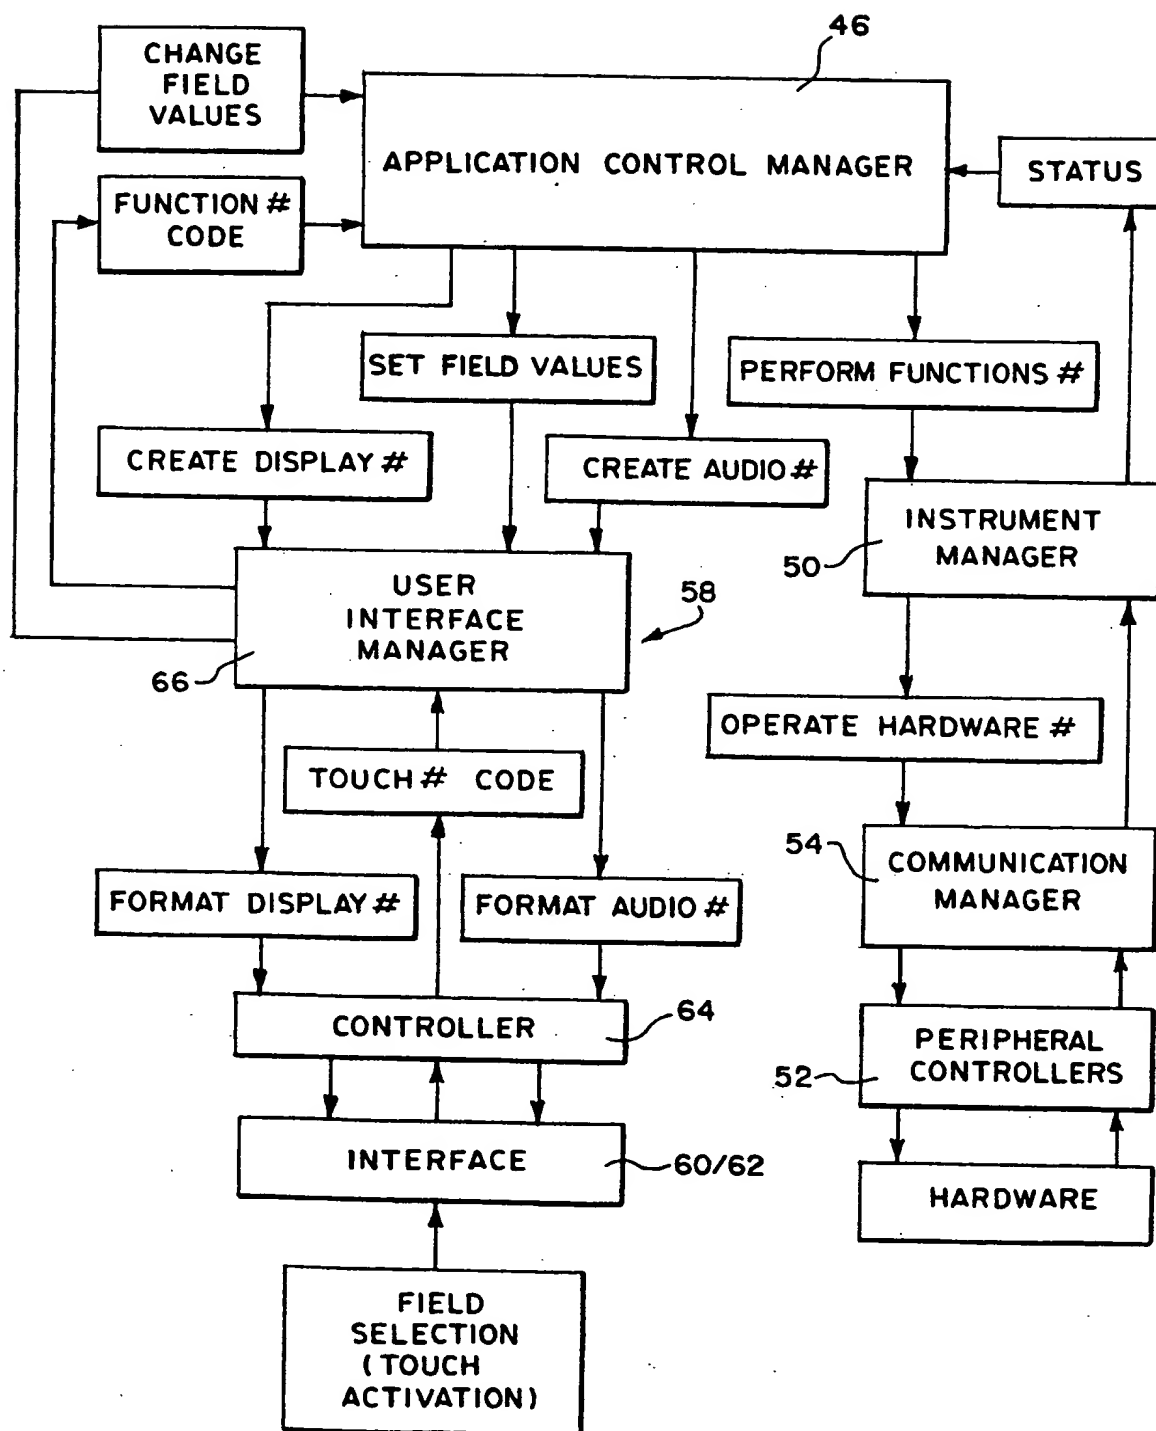 46
CHANGE
FIELD
VALUES
APPLICATION CONTROL MANAGER
STATUS
FUNCTION #
CODE
SET FIELD VALUES
PERFORM FUNCTIONS #
CREATE DISPLAY #
CREATE AUDIO #
INSTRUMENT
MANAGER
50
USER
INTERFACE
MANAGER
58
66
OPERATE HARDWARE #
TOUCH # CODE
54
COMMUNICATION
MANAGER
FORMAT DISPLAY #
FORMAT AUDIO #
CONTROLLER
64
PERIPHERAL
CONTROLLERS
52
INTERFACE
60/62
HARDWARE
FIELD
SELECTION
(TOUCH
ACTIVATION)